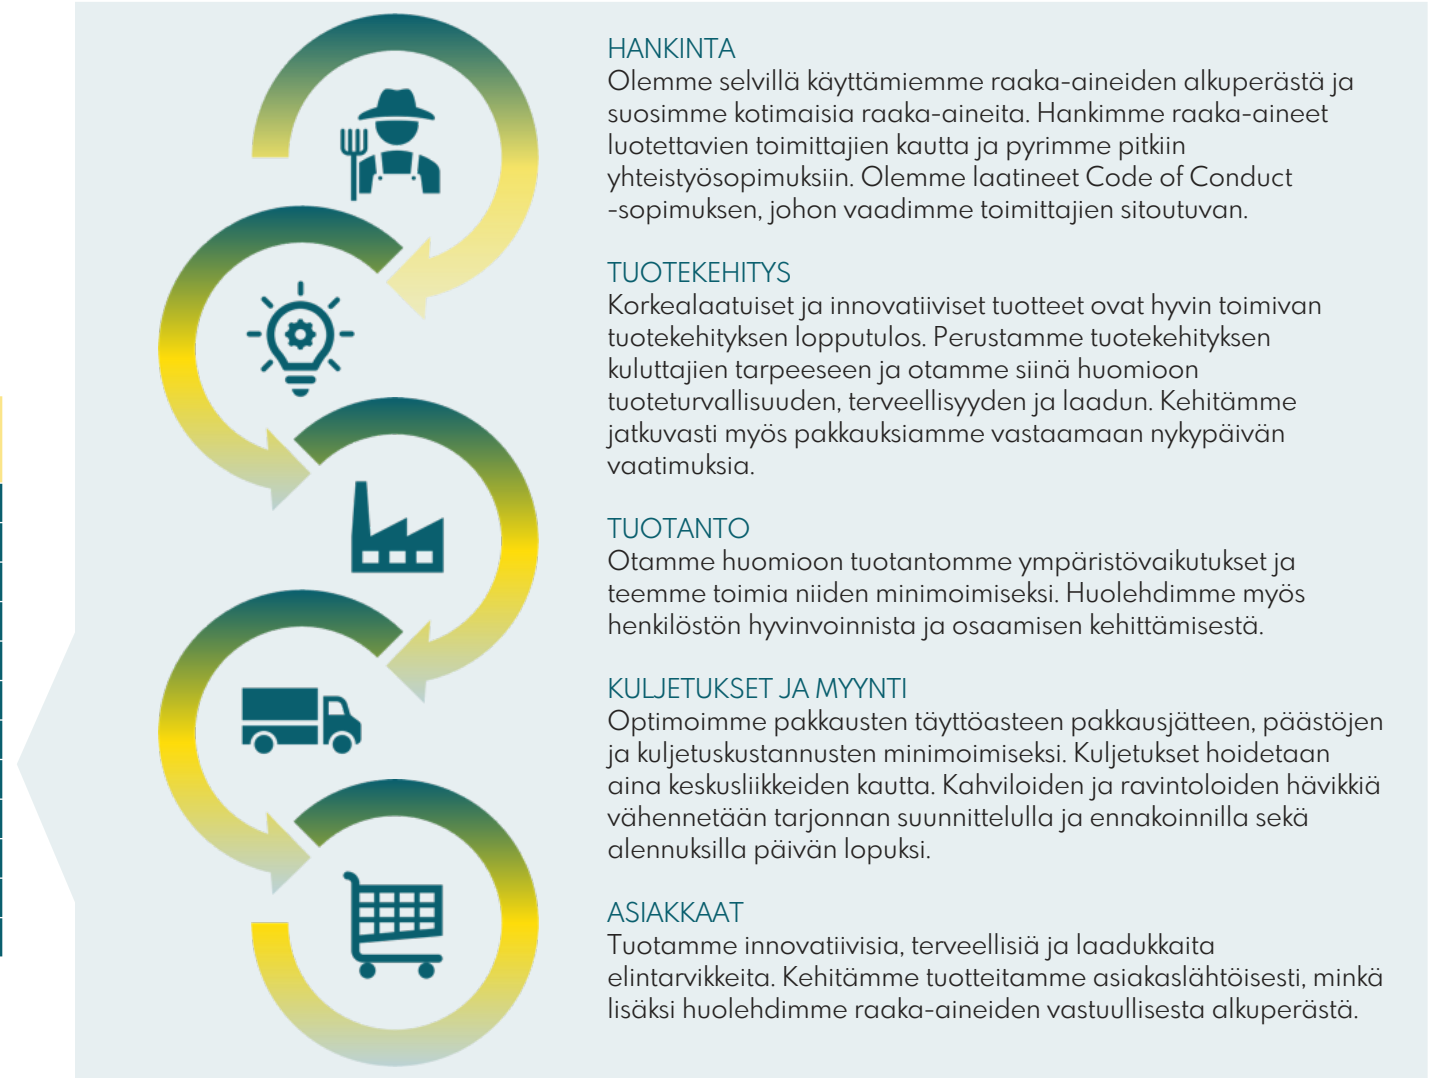 HANKINTA
Olemme selvillä käyttämiemme raaka-aineiden alkuperästä ja
suosimme kotimaisia raaka-aineita. Hankimme raaka-aineet
luotettavien toimittajien kautta ja pyrimme pitkiin
yhteistyösopimuksiin. Olemme laatineet Code of Conduct
-sopimuksen, johon vaadimme toimittajien sitoutuvan.
TUOTEKEHITYS
Korkealaatuiset ja innovatiiviset tuotteet ovat hyvin toimivan
tuotekehityksen lopputulos. Perustamme tuotekehityksen
kuluttajien tarpeeseen ja otamme siinä huomioon
tuoteturvallisuuden, terveellisyyden ja laadun. Kehitämme
jatkuvasti myös pakkauksiamme vastaamaan nykypäivän
vaatimuksia.
TUOTANTO
Otamme huomioon tuotantomme ympäristövaikutukset ja
teemme toimia niiden minimoimiseksi. Huolehdimme myös
henkilöstön hyvinvoinnista ja osaamisen kehittämisestä.
KULJETUKSET JA MYYNTI
Optimoimme pakkausten täyttöasteen pakkausjätteen, päästöjen
ja kuljetuskustannusten minimoimiseksi. Kuljetukset hoidetaan
aina keskusliikkeiden kautta. Kahviloiden ja ravintoloiden hävikkiä
vähennetään tarjonnan suunnittelulla ja ennakoinnilla sekä
alennuksilla päivän lopuksi.
ASIAKKAAT
Tuotamme innovatiivisia, terveellisiä ja laadukkaita
elintarvikkeita. Kehitämme tuotteitamme asiakaslähtöisesti, minkä
lisäksi huolehdimme raaka-aineiden vastuullisesta alkuperästä.